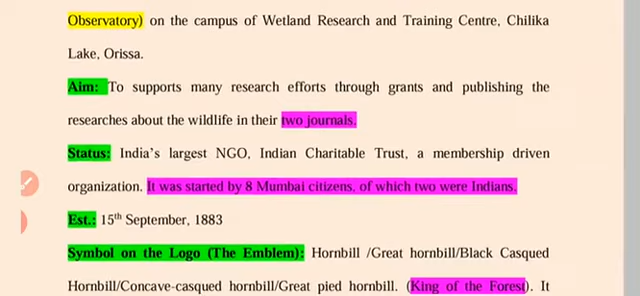 Observatory) on the campus of Wetland Research and Training Centre, Chilika
Lake, Orissa.
Aim: To supports many research efforts through grants and publishing the
researches about the wildlife in their two journals.
Status: India's largest NGO, Indian Charitable Trust, a membership driven
organization. It was started by 8 Mumbai citizens, of which two were Indians.
Est.: 15th September, 1883
Symbol on the Logo (The Emblem): Hornbill /Great hornbill/Black Casqued
Hornbill/Concave-casqued hornbill/Great pied hornbill. (King of the Forest). It